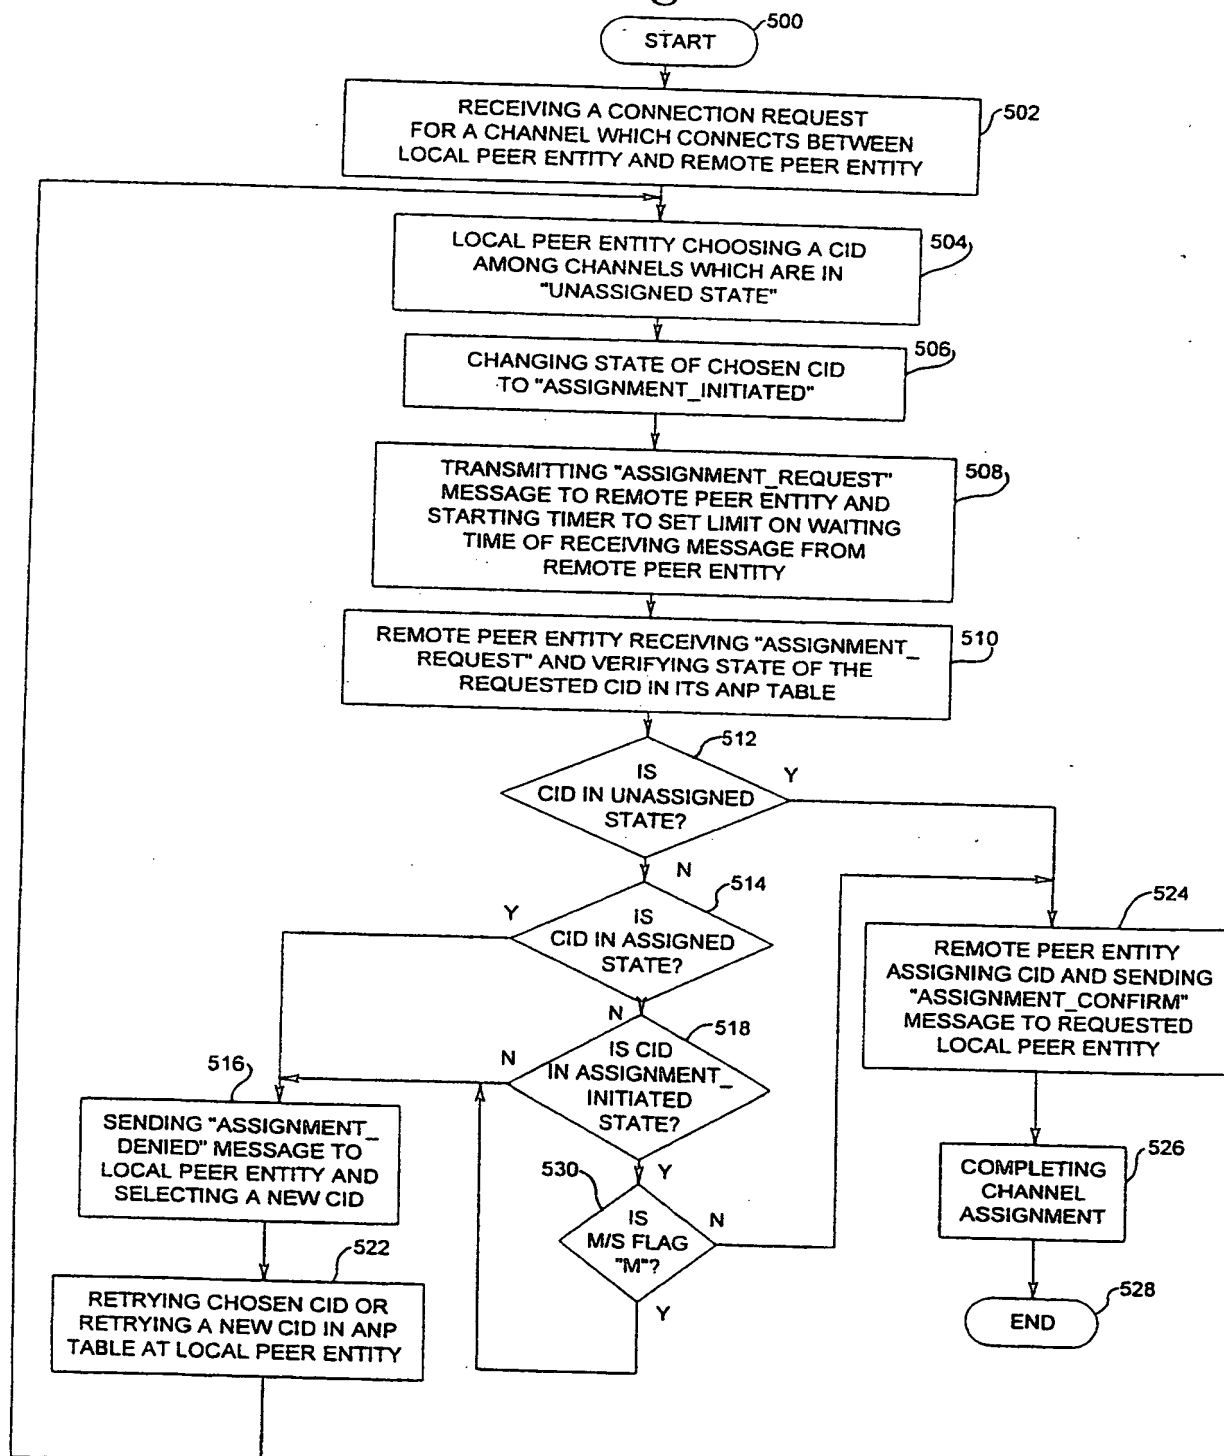 START
500
RECEIVING A CONNECTION REQUEST
FOR A CHANNEL WHICH CONNECTS BETWEEN
LOCAL PEER ENTITY AND REMOTE PEER ENTITY
502
LOCAL PEER ENTITY CHOOSING A CID
AMONG CHANNELS WHICH ARE IN
"UNASSIGNED STATE"
504
CHANGING STATE OF CHOSEN CID
TO "ASSIGNMENT_INITIATED"
506
TRANSMITTING "ASSIGNMENT_REQUEST"
MESSAGE TO REMOTE PEER ENTITY AND
STARTING TIMER TO SET LIMIT ON WAITING
TIME OF RECEIVING MESSAGE FROM
REMOTE PEER ENTITY
508
REMOTE PEER ENTITY RECEIVING "ASSIGNMENT_
REQUEST" AND VERIFYING STATE OF THE
REQUESTED CID IN ITS ANP TABLE
510
512
IS
CID IN UNASSIGNED
STATE?
Y
N
514
Y
IS
CID IN ASSIGNED
STATE?
N
518
N
IS CID
IN ASSIGNMENT_
INITIATED
STATE?
Y
530
IS
M/S FLAG
"M"?
N
Y
516
SENDING "ASSIGNMENT_
DENIED" MESSAGE TO
LOCAL PEER ENTITY AND
SELECTING A NEW CID
522
RETRYING CHOSEN CID OR
RETRYING A NEW CID IN ANP
TABLE AT LOCAL PEER ENTITY
524
REMOTE PEER ENTITY
ASSIGNING CID AND SENDING
"ASSIGNMENT_CONFIRM"
MESSAGE TO REQUESTED
LOCAL PEER ENTITY
526
COMPLETING
CHANNEL
ASSIGNMENT
528
END